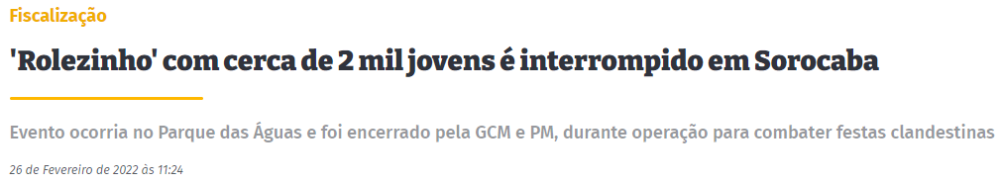 Fiscalização
'Rolezinho' com cerca de 2 mil jovens é interrompido em Sorocaba
Evento ocorria no Parque das Águas e foi encerrado pela GCM e PM, durante operação para combater festas clandestinas
26 de Fevereiro de 2022 às 11:24